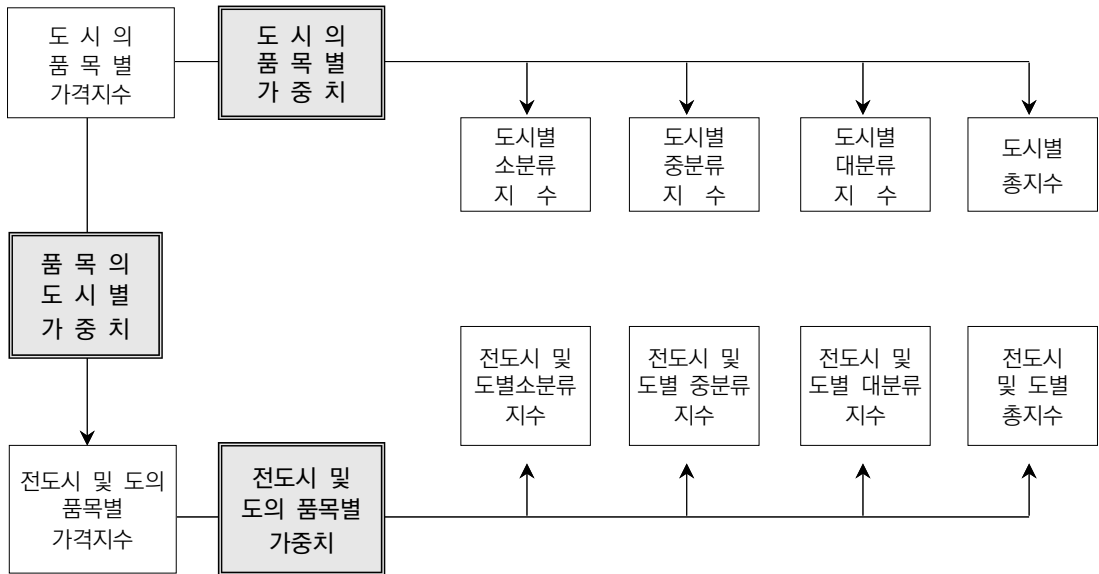 도 시 의
품 목 별
가격지수
도 시 의
품 목 별
가 중 치
도시별
소분류
지 수
도시별
중분류
지 수
도시별
대분류
지 수
도시별
총지수
품 목 의
도 시 별
가 중 치
전도시 및
도별소분류
지수
전도시 및
도별 중분류
지수
전도시 및
도별 대분류
지수
전도시
및 도별
총지수
전도시 및 도의
품목별
가격지수
전도시 및
도의 품목별
가중치